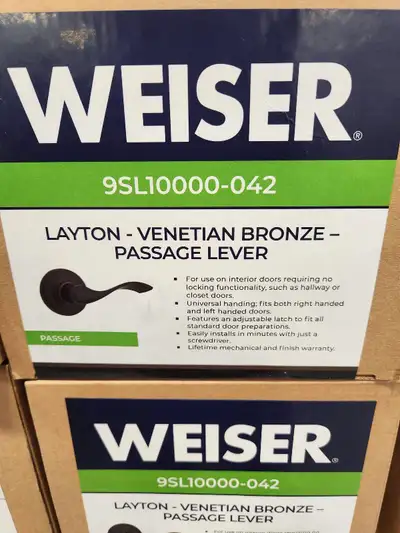 WEISER®
9SL10000-042
LAYTON - VENETIAN BRONZE –
PASSAGE LEVER
• For use on interior doors requiring no
locking functionality, such as hallway or
closet doors.
• Universal handing; fits both right handed
and left handed doors.
• Features an adjustable latch to fit all
standard door preparations.
• Easily installs in minutes with just a
screwdriver.
• Lifetime mechanical and finish warranty.
PASSAGE
WEISER®
9SL10000-042
LAYTON - VENETIAN BRONZE –
PASSAGE LEVER